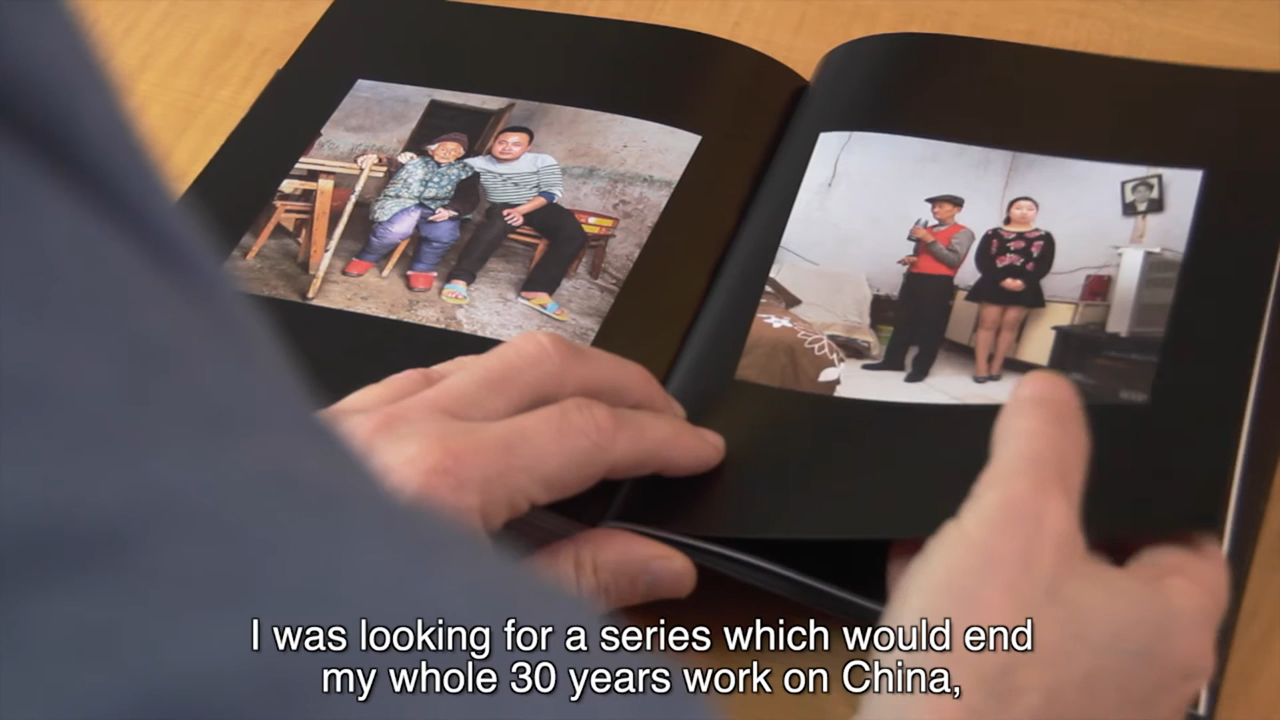 I was looking for a series which would end
my whole 30 years work on China,